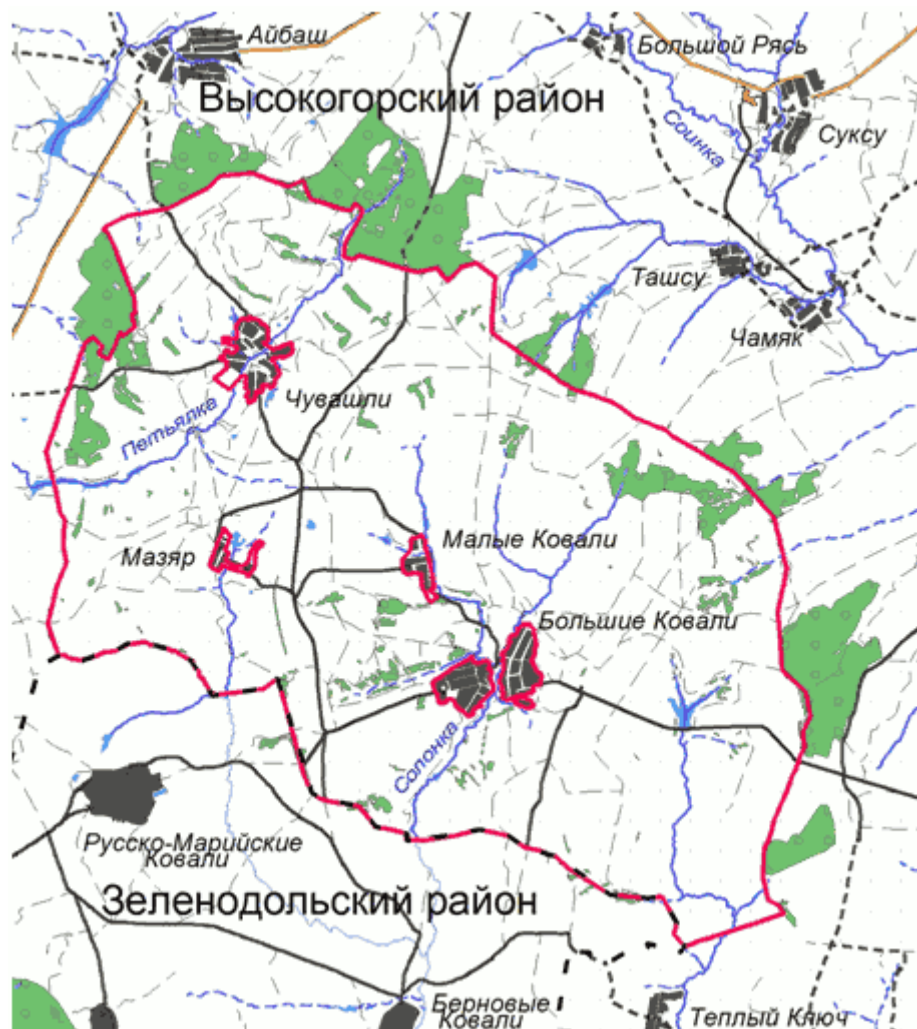 Айбаш
Большой Рясь
Высокогорский район
Соинка
Суксу
Ташсу
Чамяк
Чувашли
Петьялка
Мазяр
Малые Ковали
Большие Ковали
Солонка
Русско-Марийские
Ковали
Зеленодольский район
Берновые
Ковали
Теплый Ключ